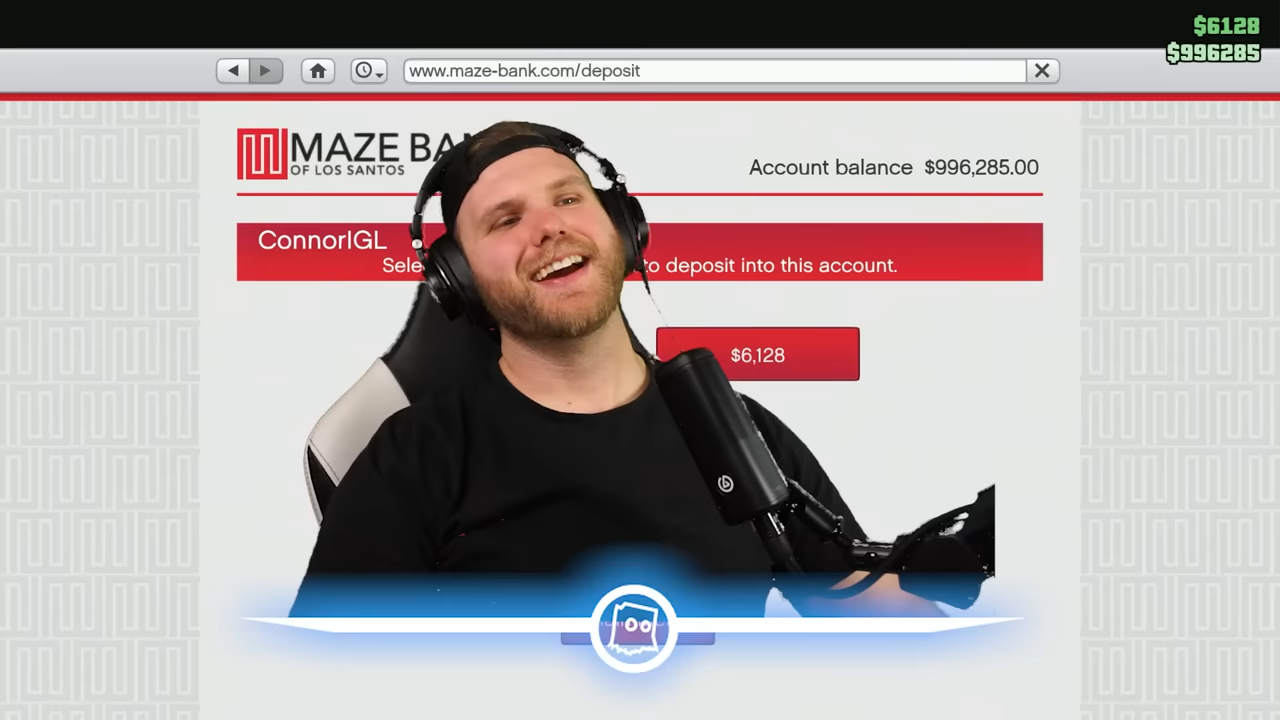 $6128
$996285
www.maze-bank.com/deposit
MAZE BA
OF LOS SANTOS
Account balance $996,285.00
ConnorIGL
Sele to deposit into this account.
$6,128